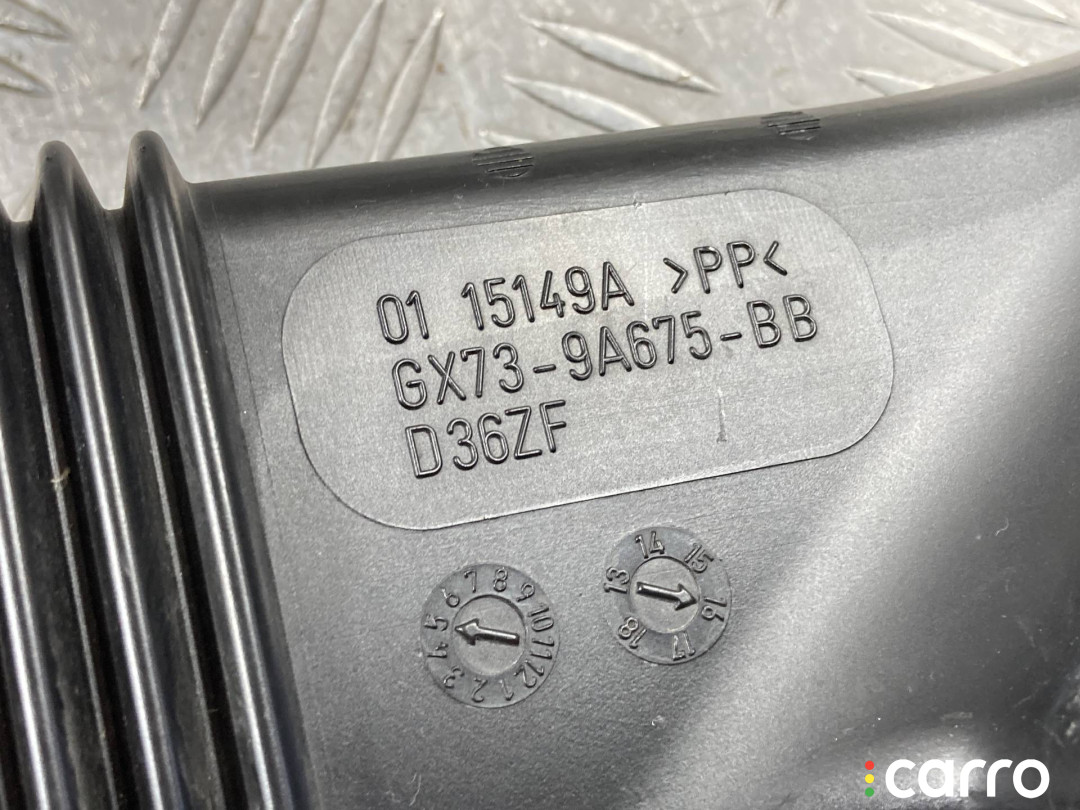 01 15149A >PP<
GX73-9A675-BB
D36ZF
1 2 3 4 5 6 7 8 9 10 11 12
13 14 15 16 17 18
carro